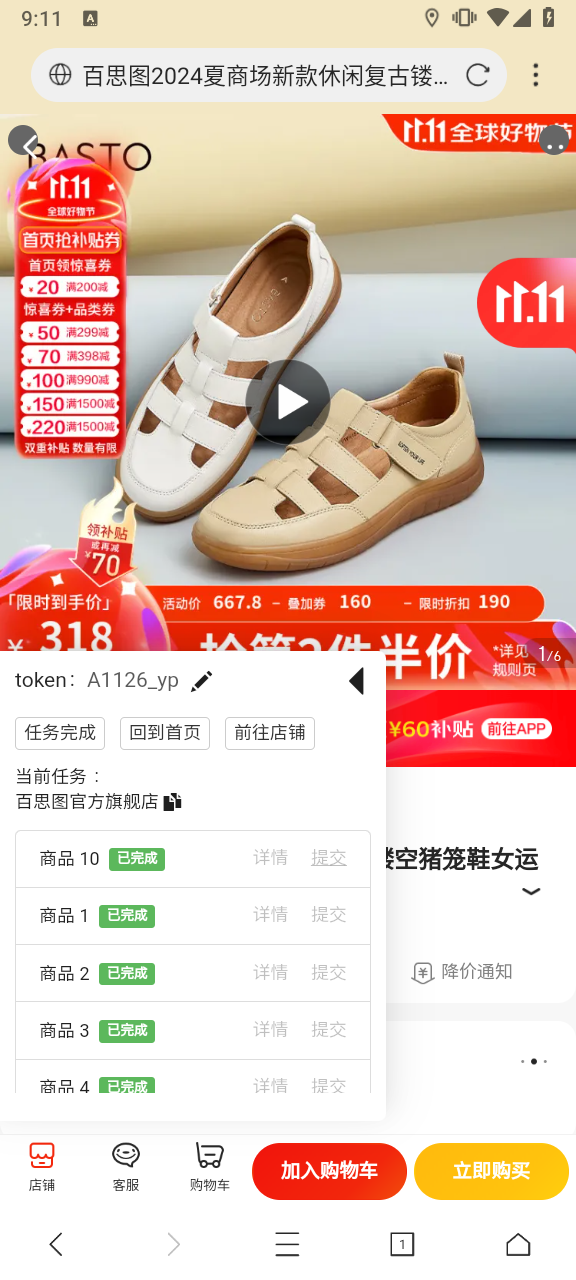 9:11
A
百思图2024夏商场新款休闲复古镂...
BASTO
11.11 全球好物节
11.11
全球好物节
首页抢补贴券
首页领惊喜券
¥20 满200减
惊喜券+品类券
¥50 满299减
¥70 满398减
¥100 满990减
¥150 满1500减
¥220 满1500减
双重补贴 数量有限
11.11
BASTO
SOFTEN YOUR LIFE
领补贴
或再减
¥70
「限时到手价」
¥318
活动价 667.8 - 叠加券 160 - 限时折扣 190
抢第2件半价
*详见
规则页
1/6
token: A1126_yp
¥60补贴 前往APP
任务完成 回到首页 前往店铺
当前任务：
百思图官方旗舰店
商品 10 已完成 详情 提交
镂空猪笼鞋女运
商品 1 已完成 详情 提交
商品 2 已完成 详情 提交
降价通知
商品 3 已完成 详情 提交
商品 4 已完成 详情 提交
店铺 客服 购物车 加入购物车 立即购买
1